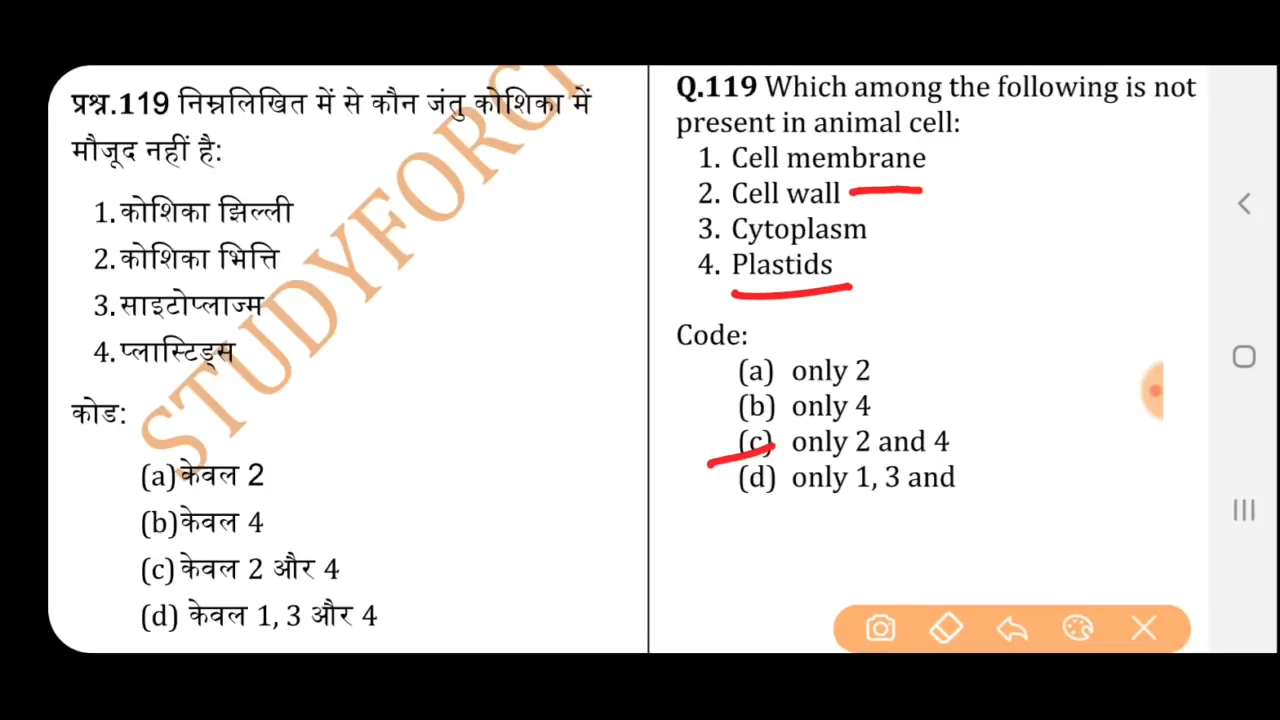 प्रश्न.119 निम्नलिखित में से कौन जंतु कोशिका में
मौजूद नहीं है:
1. कोशिका झिल्ली
2. कोशिका भित्ति
3. साइटोप्लाज्म
4. प्लास्टिड्स
कोड:
(a) केवल 2
(b) केवल 4
(c) केवल 2 और 4
(d) केवल 1, 3 और 4
Q.119 Which among the following is not
present in animal cell:
1. Cell membrane
2. Cell wall
3. Cytoplasm
4. Plastids
Code:
(a) only 2
(b) only 4
(c) only 2 and 4
(d) only 1, 3 and